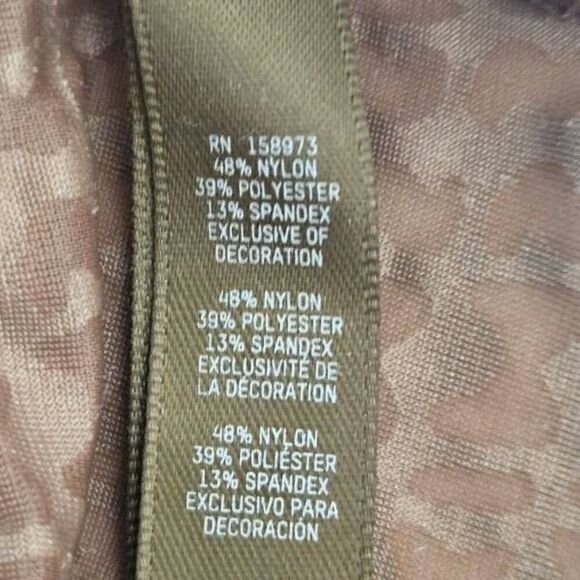 RN 158973
48% NYLON
39% POLYESTER
13% SPANDEX
EXCLUSIVE OF
DECORATION
48% NYLON
39% POLYESTER
13% SPANDEX
EXCLUSIVITÉ DE
LA DÉCORATION
48% NYLON
39% POLIÉSTER
13% SPANDEX
EXCLUSIVO PARA
DECORACIÓN